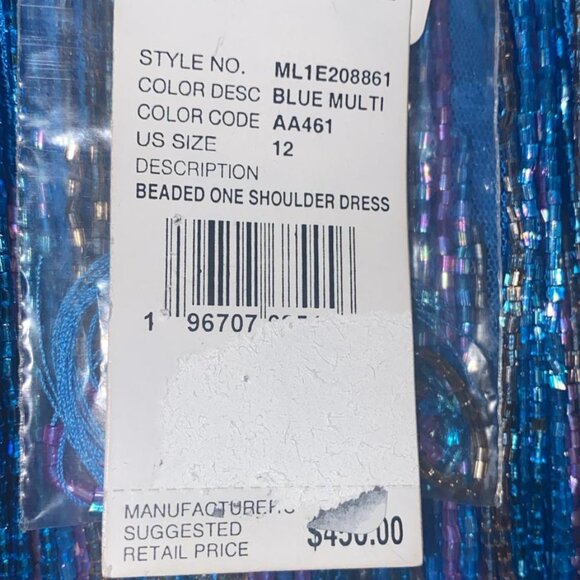 STYLE NO. ML1E208861
COLOR DESC BLUE MULTI
COLOR CODE AA461
US SIZE 12
DESCRIPTION
BEADED ONE SHOULDER DRESS
1 96707
MANUFACTURER'S
SUGGESTED
RETAIL PRICE $450.00